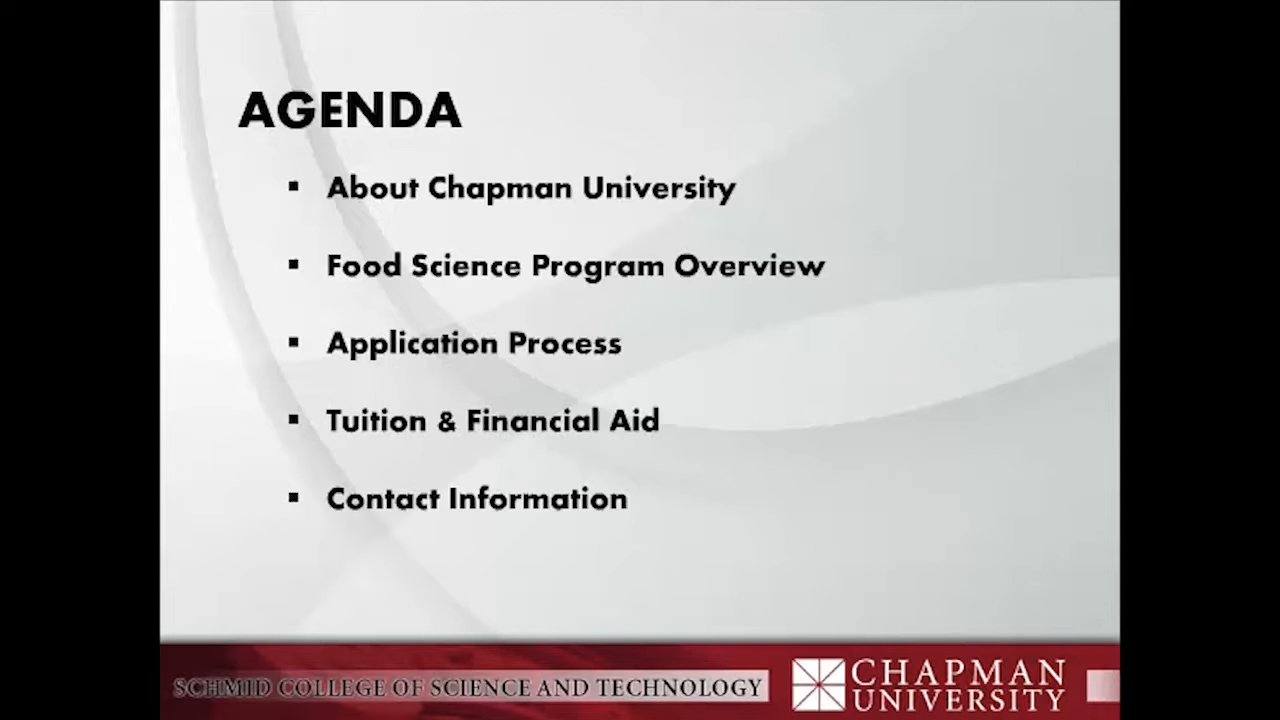 AGENDA
▪ About Chapman University
▪ Food Science Program Overview
▪ Application Process
▪ Tuition & Financial Aid
▪ Contact Information
SCHMID COLLEGE OF SCIENCE AND TECHNOLOGY
CHAPMAN
UNIVERSITY